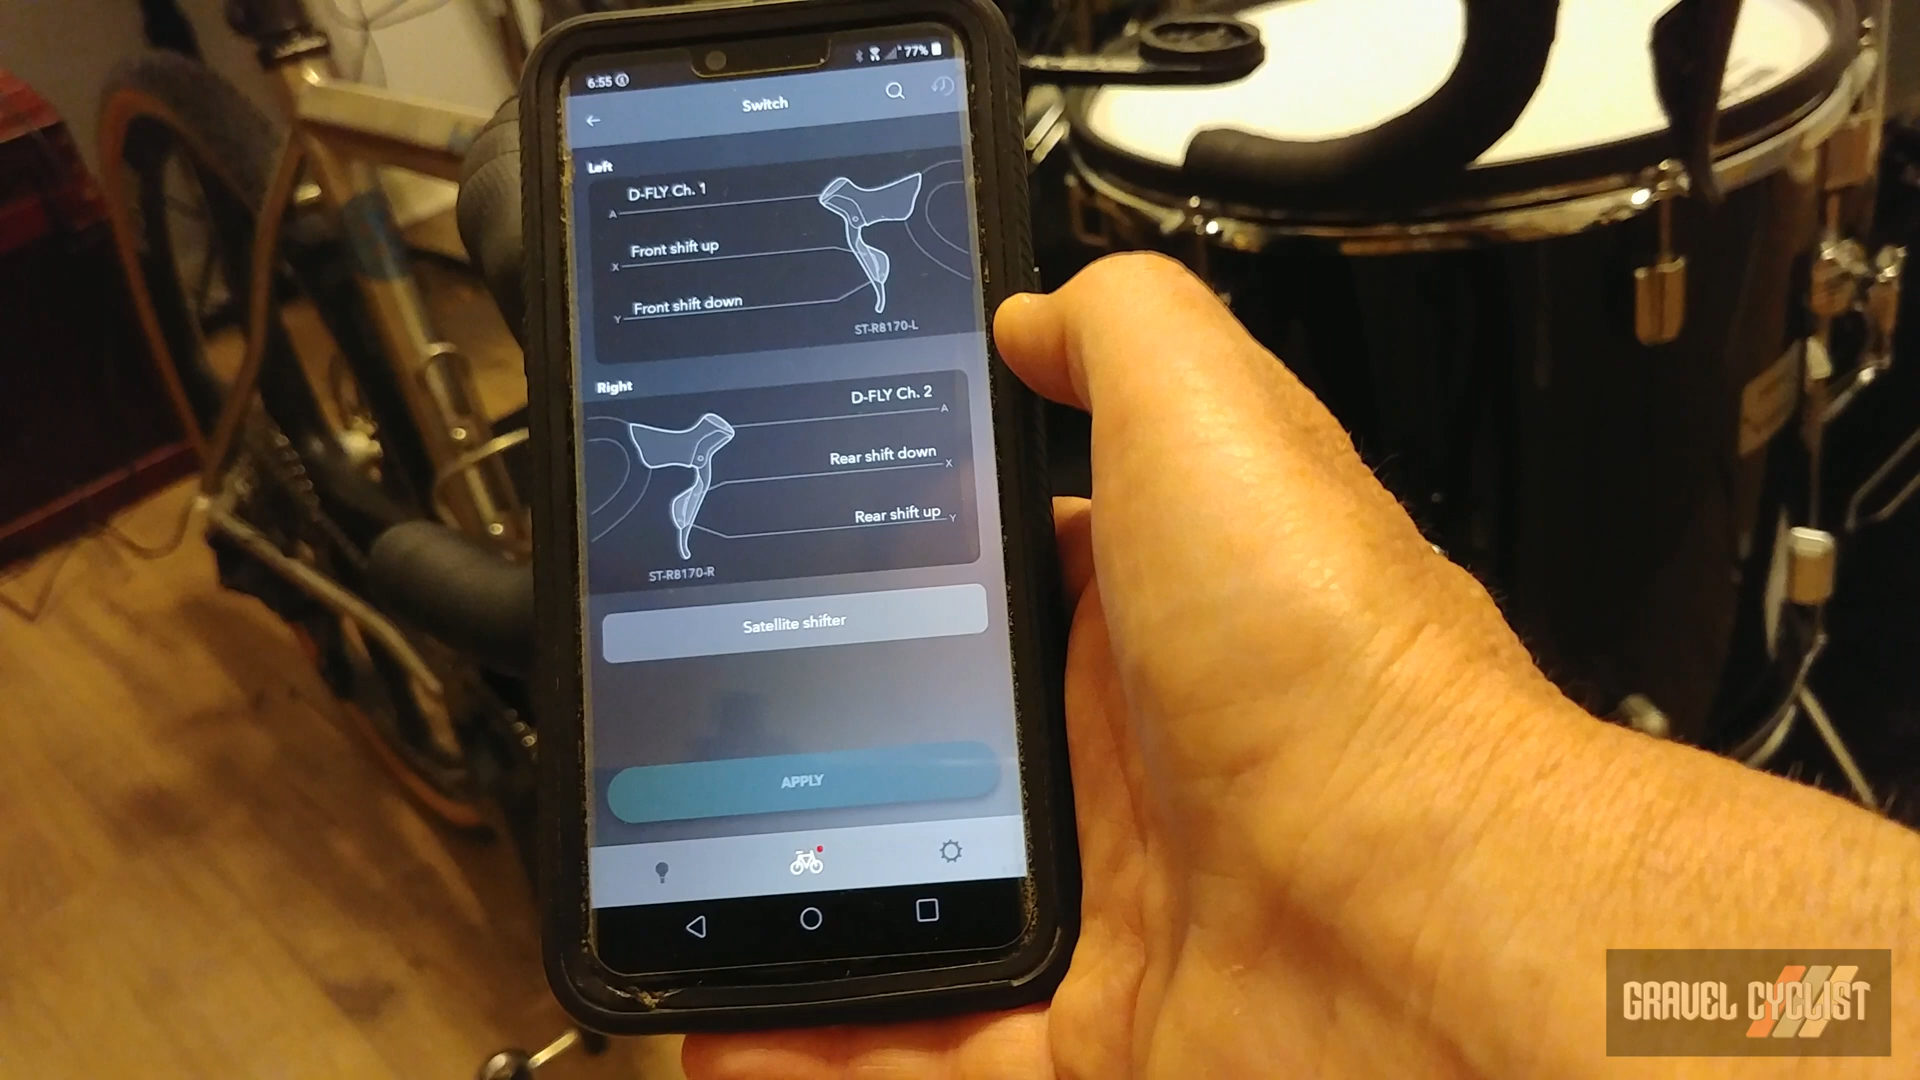 6:55
77%
Switch
Left
D-FLY Ch. 1
A
Front shift up
X
Front shift down
Y
ST-R8170-L
Right
D-FLY Ch. 2
A
Rear shift down
X
Rear shift up
Y
ST-R8170-R
Satellite shifter
APPLY
GRAVEL CYCLIST